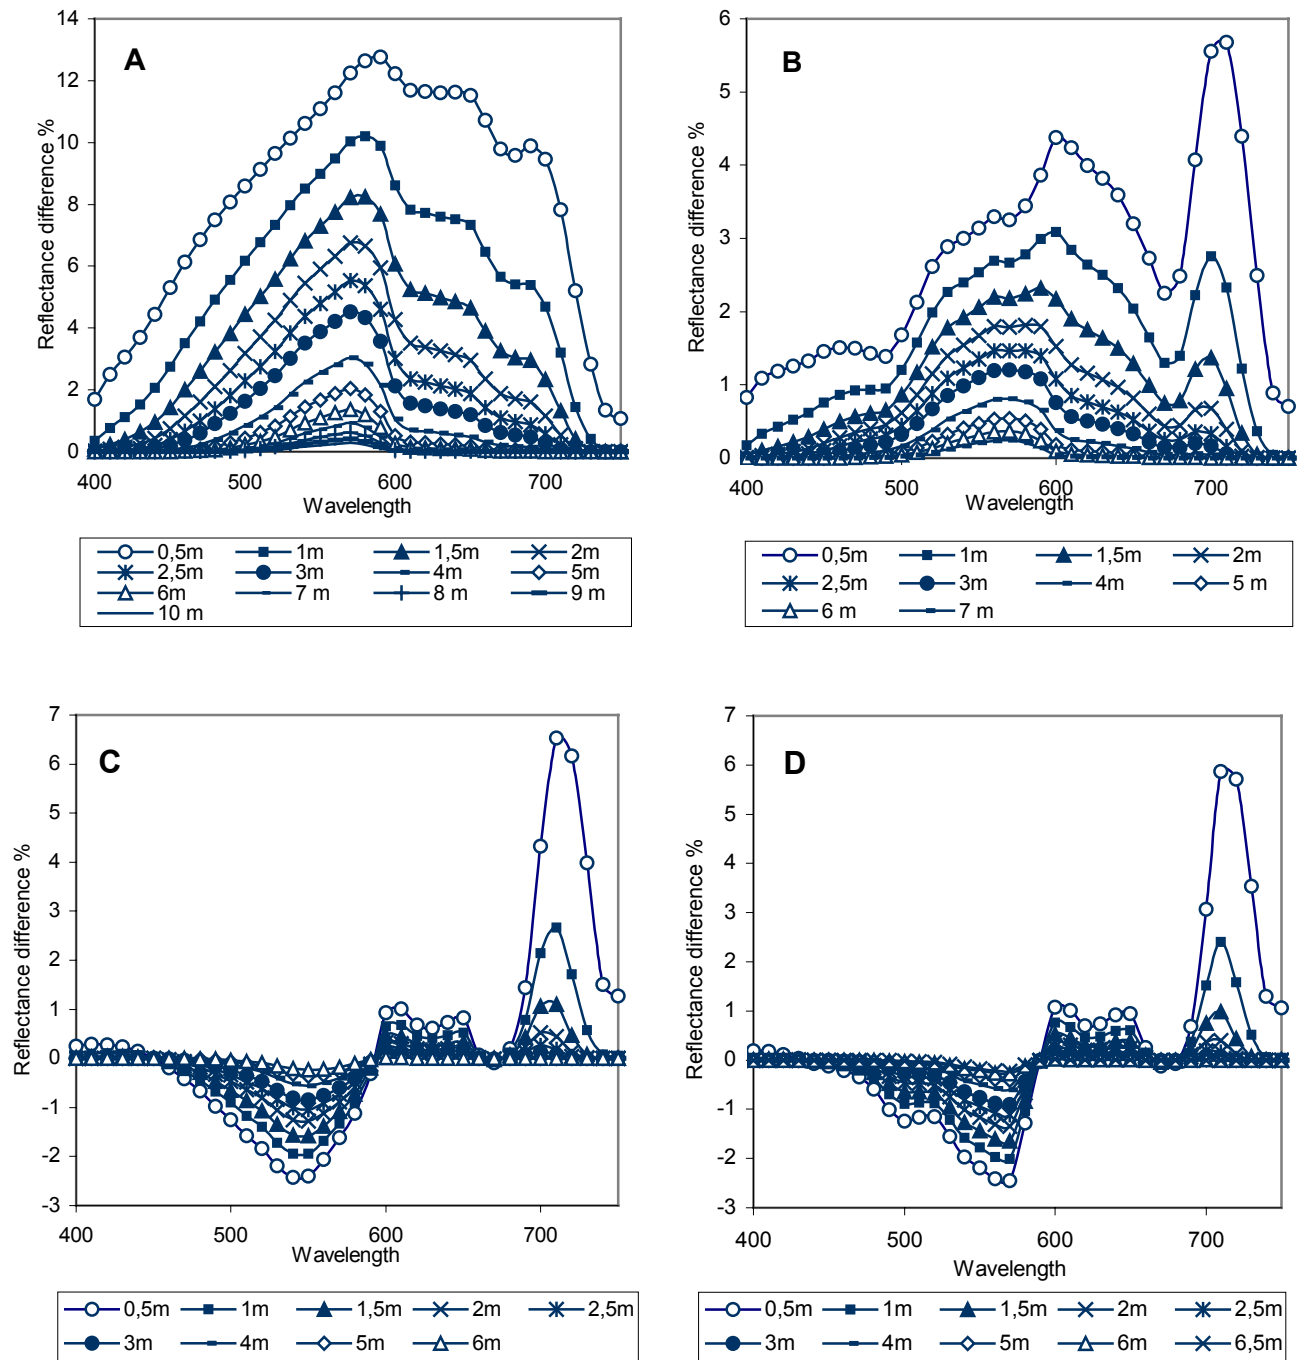 A
Reflectance difference %
14
12
10
8
6
4
2
0
400 500 600 700
Wavelength
0,5m 1m 1,5m 2m
2,5m 3m 4m 5m
6m 7 m 8 m 9 m
10 m
B
Reflectance difference %
6
5
4
3
2
1
0
400 500 600 700
Wavelength
0,5m 1m 1,5m 2m
2,5m 3m 4m 5 m
6 m 7 m
C
Reflectance difference %
7
6
5
4
3
2
1
0
-1
-2
-3
400 500 600 700
Wavelength
0,5m 1m 1,5m 2m 2,5m
3m 4m 5m 6m
D
Reflectance difference %
7
6
5
4
3
2
1
0
-1
-2
-3
400 500 600 700
Wavelength
0,5m 1m 1,5m 2m 2,5m
3m 4m 5m 6m 6,5m